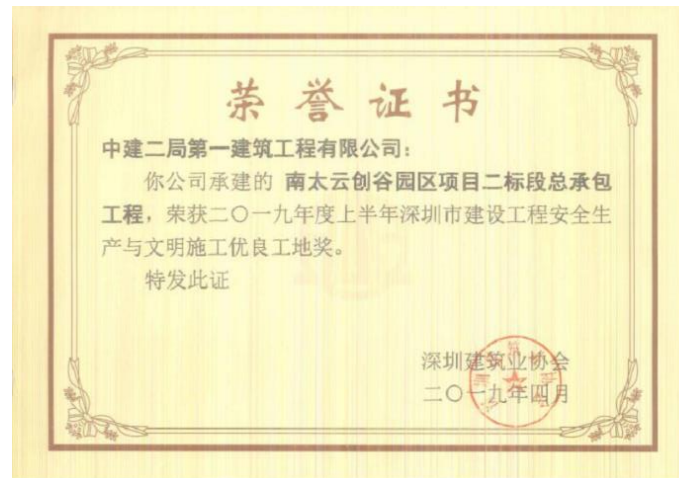 荣誉证书
中建二局第一建筑工程有限公司：
你公司承建的 南太云创谷园区项目二标段总承包
工程，荣获二〇一九年度上半年深圳市建设工程安全生
产与文明施工优良工地奖。
特发此证
深圳建筑业协会
二〇一九年四月